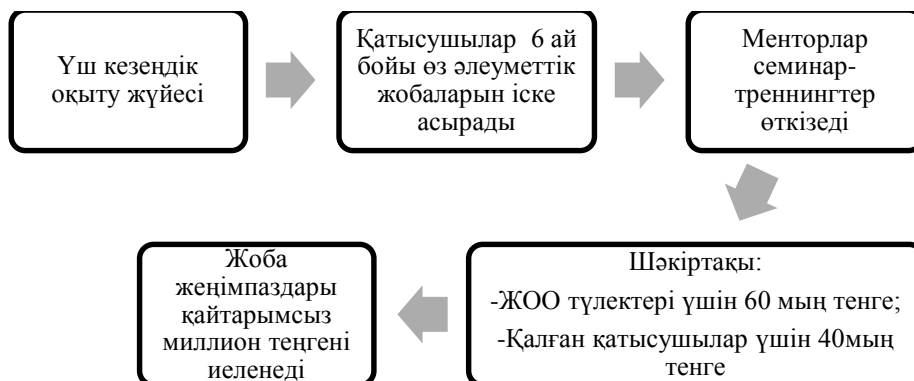 Үш кезеңдік
оқыту жүйесі
Қатысушылар 6 ай
бойы өз әлеуметтік
жобаларын іске
асырады
Менторлар
семинар-
треннингтер
өткізеді
Шәкіртақы:
-ЖОО түлектері үшін 60 мың тенге;
-Қалған қатысушылар үшін 40мың
тенге
Жоба
жеңімпаздары
қайтарымсыз
миллион теңгені
иеленеді